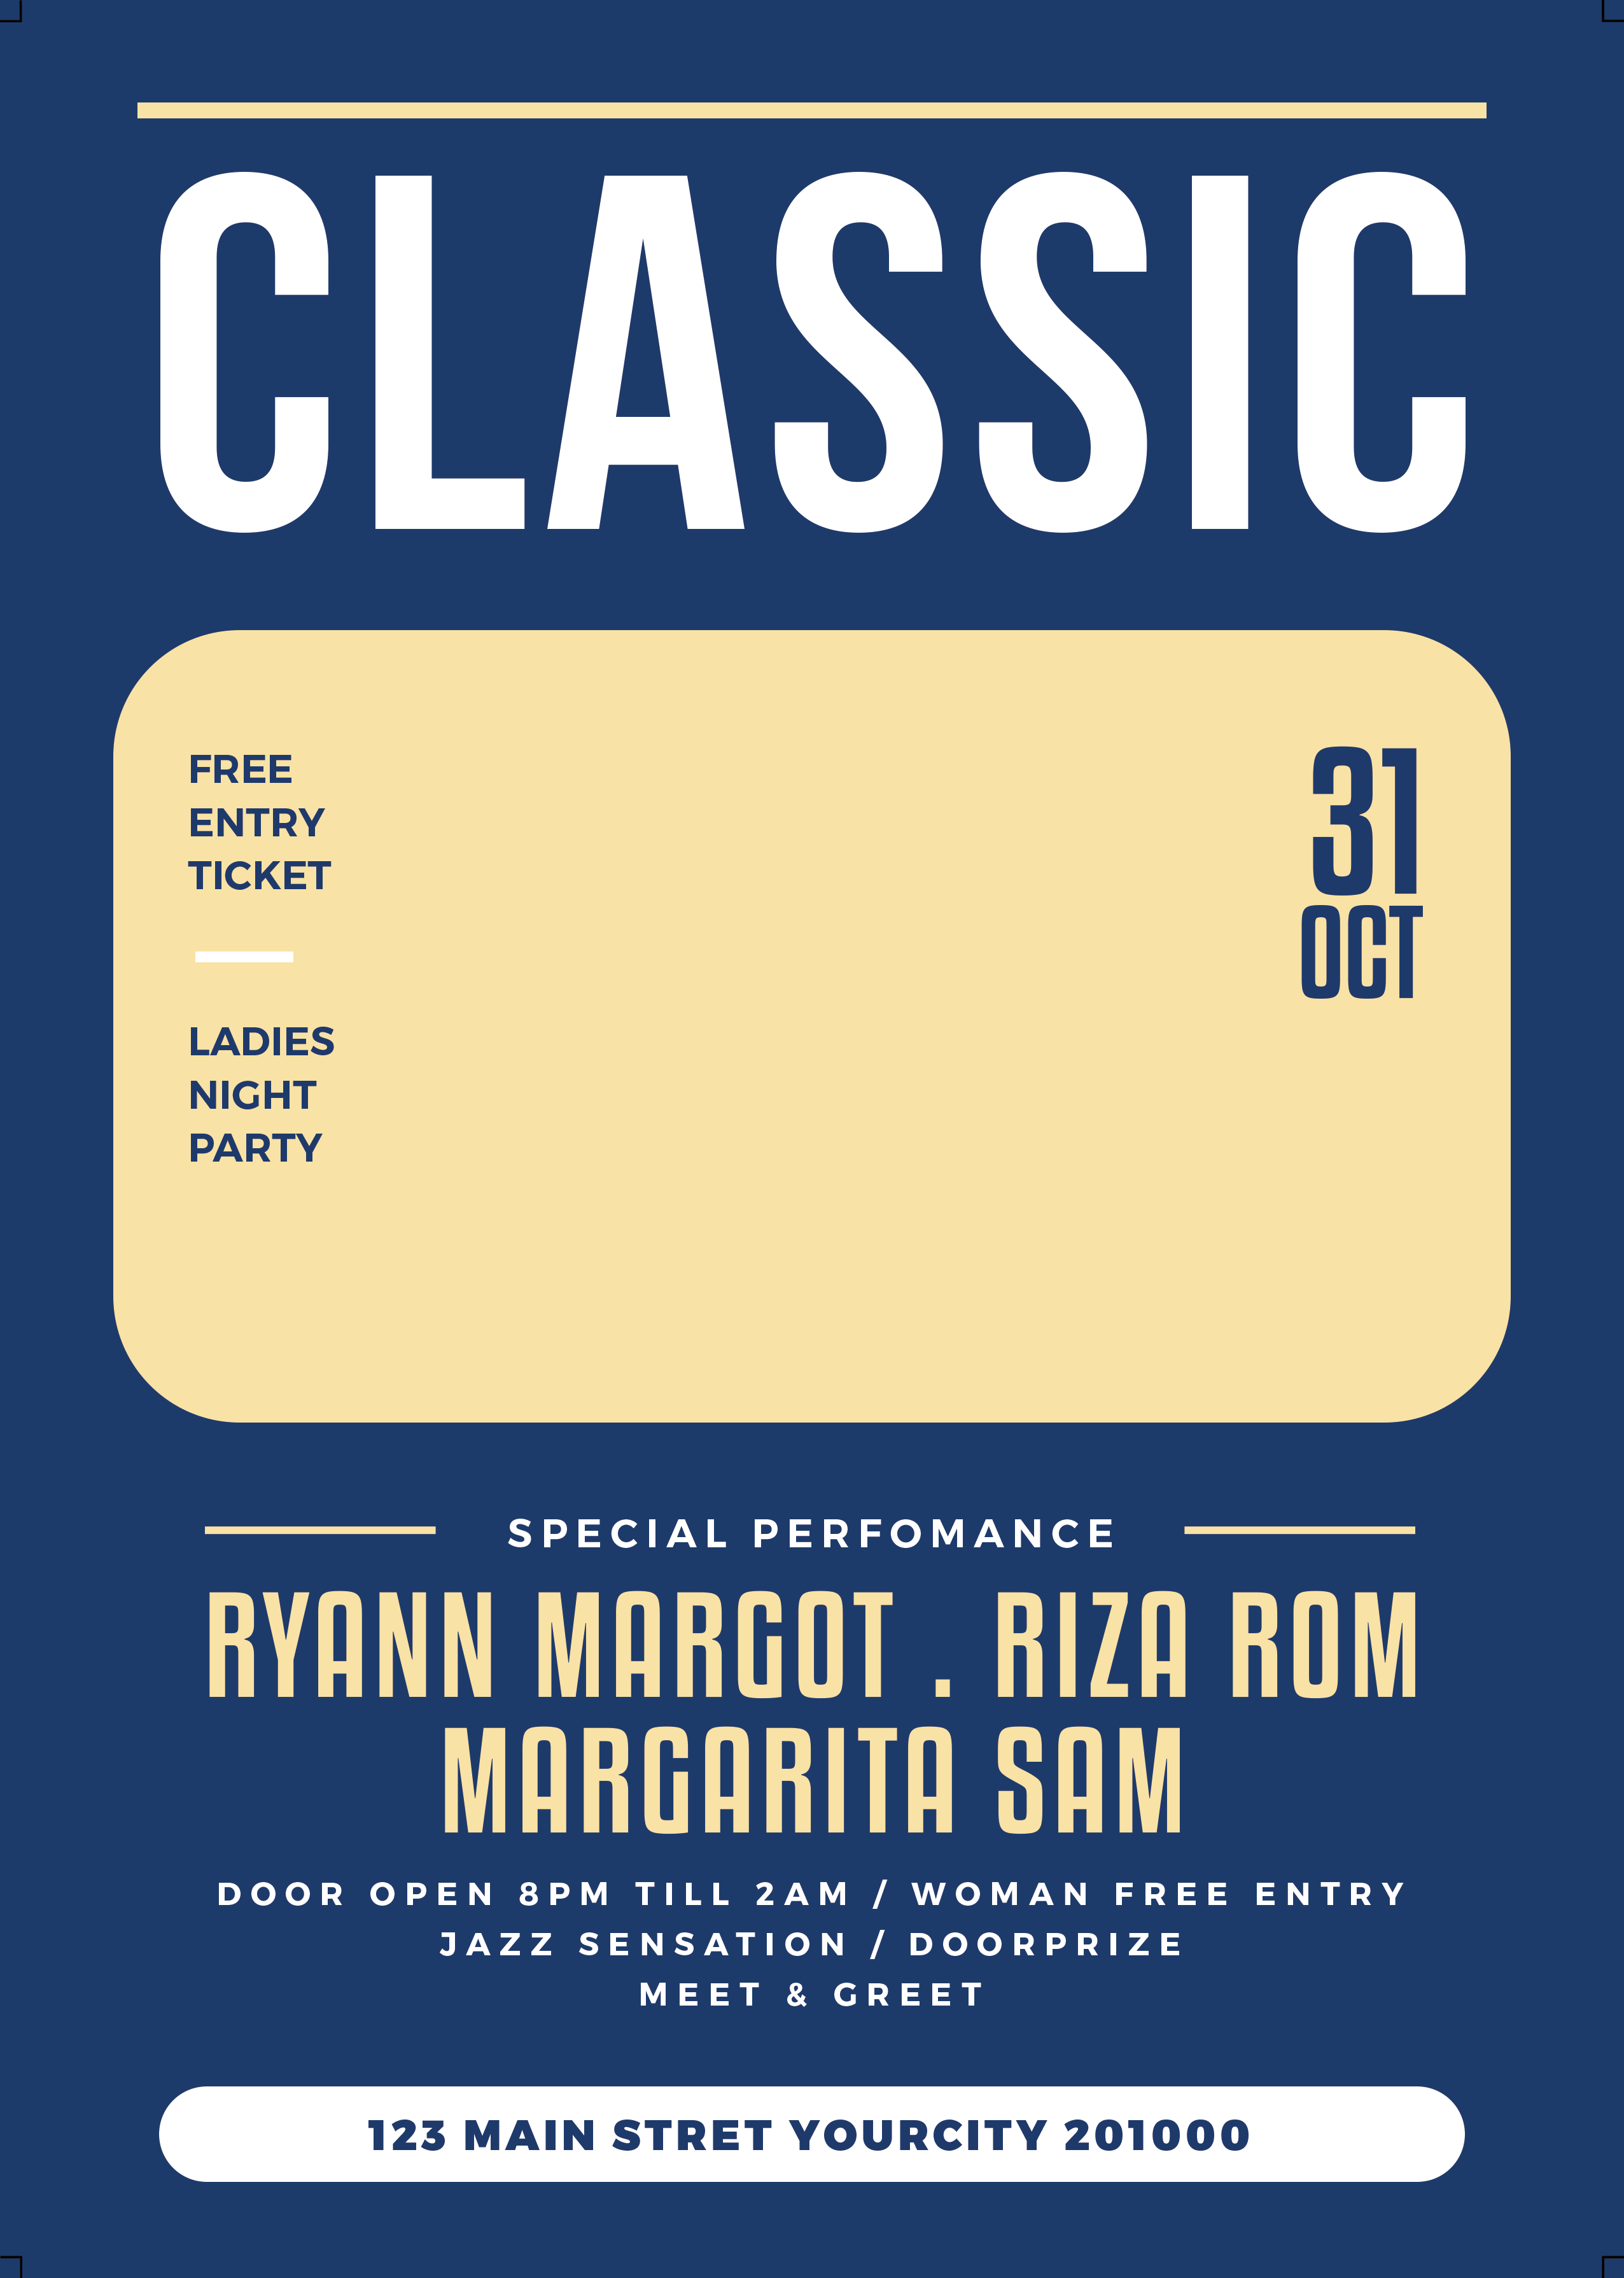 CLASSIC
FREE
ENTRY
TICKET
31
OCT
LADIES
NIGHT
PARTY
SPECIAL PERFOMANCE
RYANN MARGOT . RIZA ROM
MARGARITA SAM
DOOR OPEN 8PM TILL 2AM / WOMAN FREE ENTRY
JAZZ SENSATION / DOORPRIZE
MEET & GREET
123 MAIN STRET YOURCITY 201000